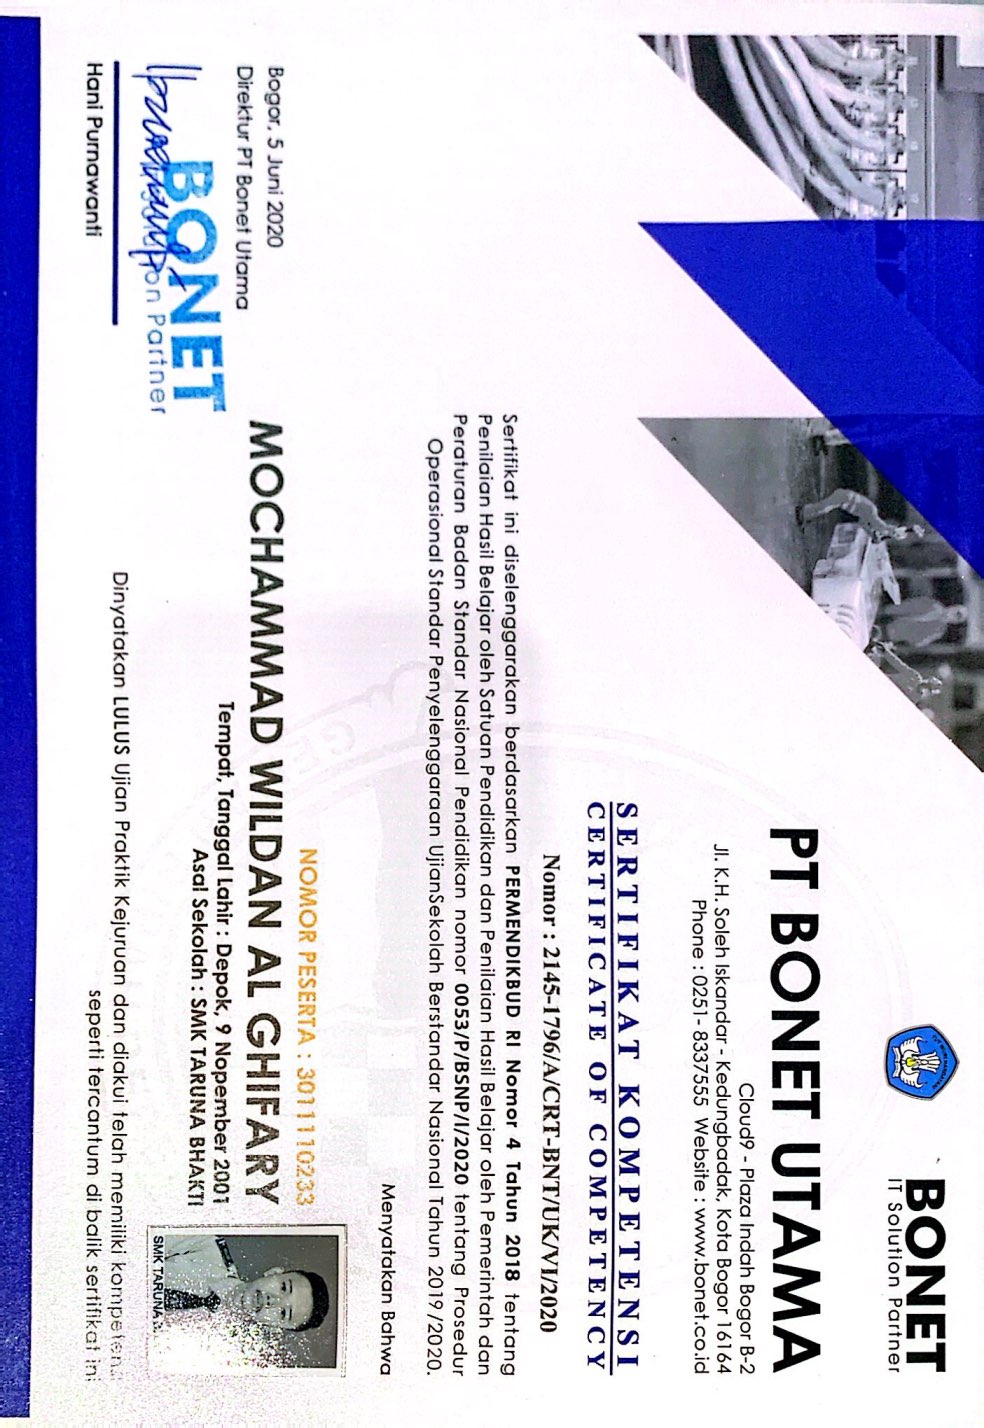 BONET
IT Solution Partner
PT BONET UTAMA
Cloud9 - Plaza Indah Bogor B-2
Jl. K.H. Soleh Iskandar - Kedungbadak, Kota Bogor 16164
Phone : 0251- 8337555 Website : www.bonet.co.id
SERTIFIKAT KOMPETENSI
CERTIFICATE OF COMPETENCY
Nomor : 2145-1796/A/CRT-BNT/UK/VI/2020
Sertifikat ini diselenggarakan berdasarkan PERMENDIKBUD RI Nomor 4 Tahun 2018 tentang
Penilaian Hasil Belajar oleh Satuan Pendidikan dan Penilaian Hasil Belajar oleh Pemerintah dan
Peraturan Badan Standar Nasional Pendidikan nomor 0053/P/BSNP/I/2020 tentang Prosedur
Operasional Standar Penyelenggaraan UjianSekolah Berstandar Nasional Tahun 2019/2020.
Menyatakan Bahwa
NOMOR PESERTA : 3011110233
MOCHAMMAD WILDAN AL GHIFARY
Tempat, Tanggal Lahir : Depok, 9 Nopember 2001
Asal Sekolah : SMK TARUNA BHAKTI
SMK TARUNA
Dinyatakan LULUS Ujian Praktik Kejuruan dan diakui telah memiliki kompetensi
seperti tercantum di balik sertifikat ini
Bogor, 5 Juni 2020
Direktur PT Bonet Utama
BONET
Partner
Hani Purnawanti